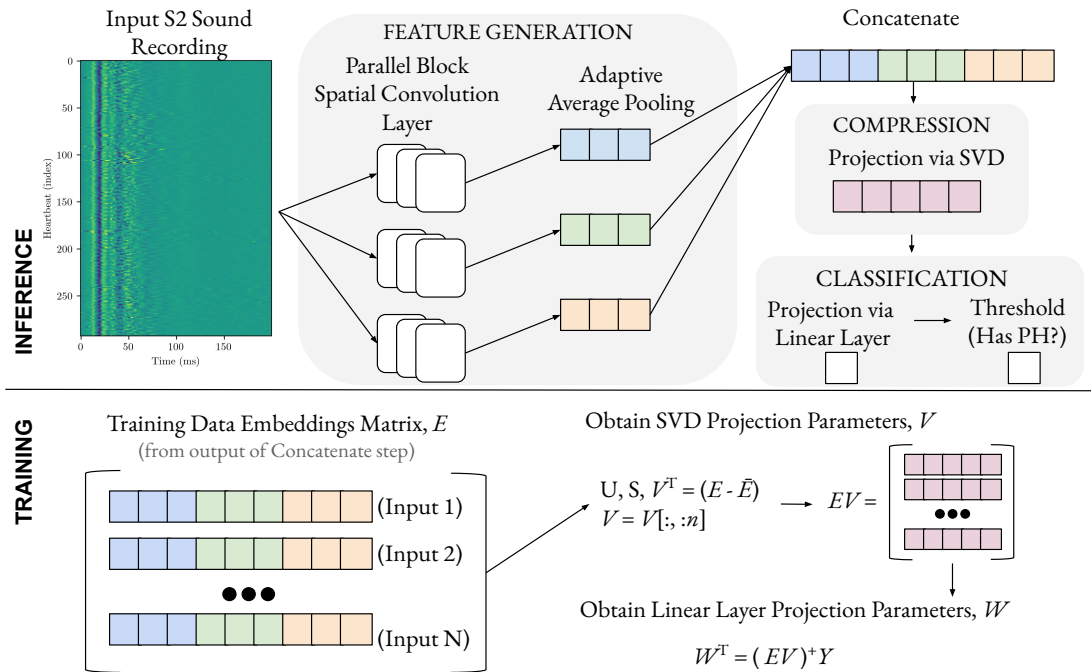 Input S2 Sound
Recording
0
50
100
150
200
250
Heartbeat (index)
0
50
100
150
Time (ms)
INFERENCE
FEATURE GENERATION
Parallel Block
Spatial Convolution
Layer
Adaptive
Average Pooling
Concatenate
COMPRESSION
Projection via SVD
CLASSIFICATION
Projection via
Linear Layer
Threshold
(Has PH?)
TRAINING
Training Data Embeddings Matrix, E
(from output of Concatenate step)
(Input 1)
(Input 2)
(Input N)
Obtain SVD Projection Parameters, V
U, S, Vᵀ = (E - Ē)
V = V[:, :n]
EV =
Obtain Linear Layer Projection Parameters, W
Wᵀ = (EV)⁺Y